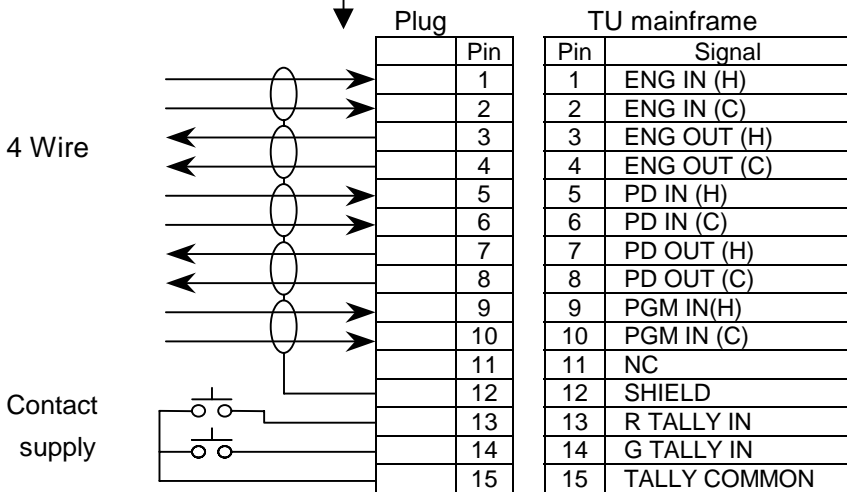 Plug TU mainframe
Pin Pin Signal
1 1 ENG IN (H)
2 2 ENG IN (C)
3 3 ENG OUT (H)
4 Wire
4 4 ENG OUT (C)
5 5 PD IN (H)
6 6 PD IN (C)
7 7 PD OUT (H)
8 8 PD OUT (C)
9 9 PGM IN(H)
10 10 PGM IN (C)
11 11 NC
12 12 SHIELD
Contact
13 13 R TALLY IN
supply
14 14 G TALLY IN
15 15 TALLY COMMON